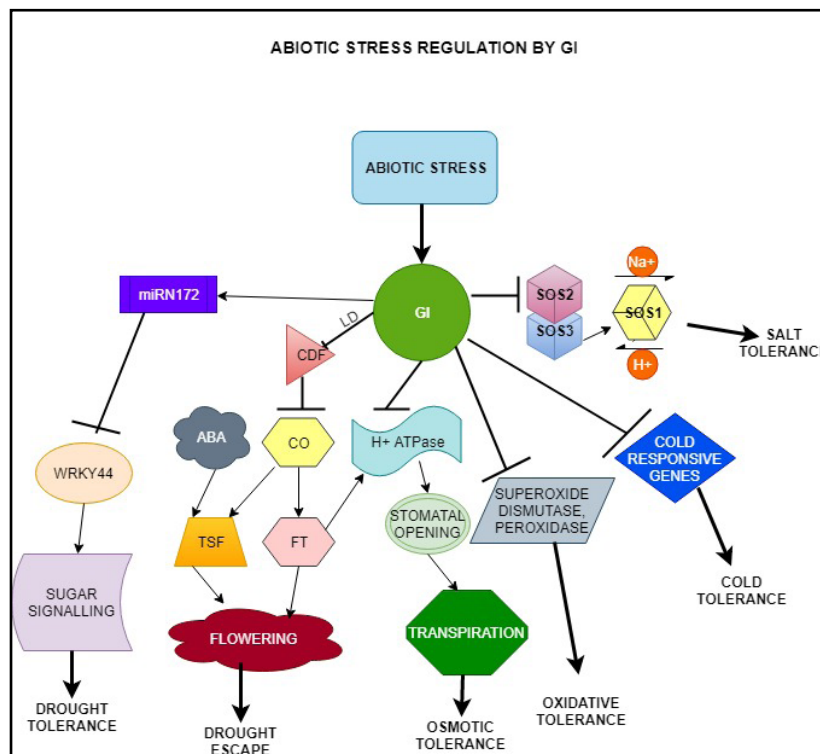 ABIOTIC STRESS REGULATION BY GI
ABIOTIC STRESS
miRN172
GI
LD
CDF
SOS2
SOS3
Na+
SOS1
H+
SALT
TOLERANCE
WRKY44
ABA
CO
H+ ATPase
COLD
RESPONSIVE
GENES
TSF
FT
STOMATAL
OPENING
SUPEROXIDE
DISMUTASE,
PEROXIDASE
SUGAR
SIGNALLING
FLOWERING
TRANSPIRATION
COLD
TOLERANCE
DROUGHT
TOLERANCE
DROUGHT
ESCAPE
OSMOTIC
TOLERANCE
OXIDATIVE
TOLERANCE